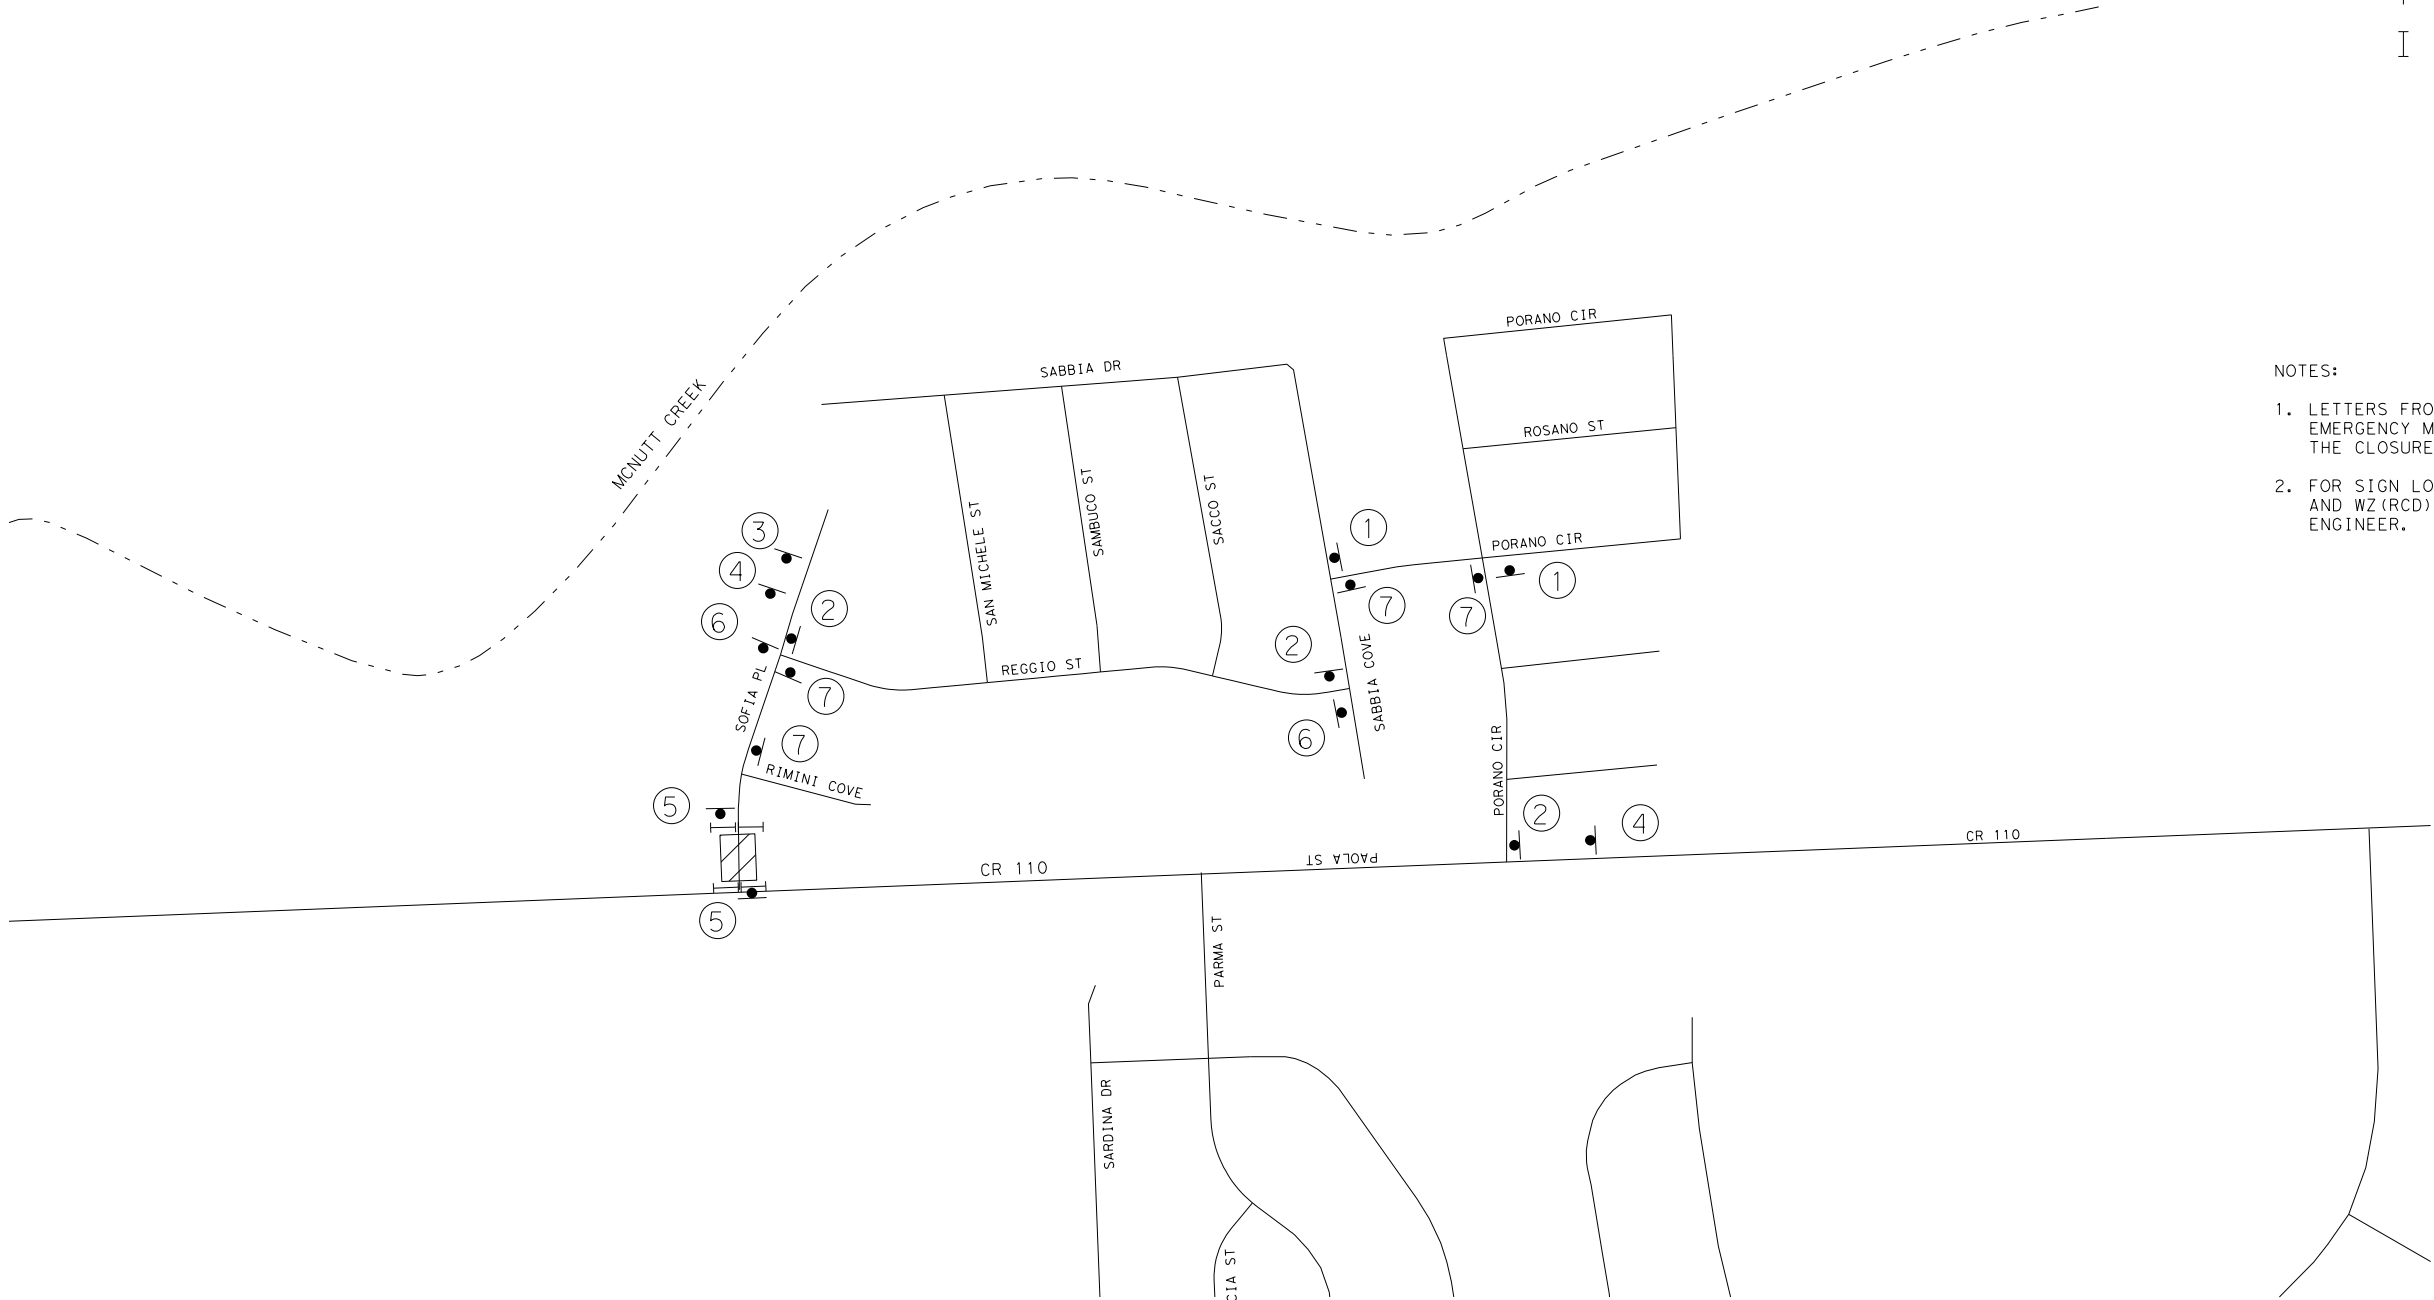 I
PORANO CIR
SABBIA DR
NOTES:
MCNUTT CREEK
1. LETTERS FRO
EMERGENCY M
THE CLOSURE
ROSANO ST
2. FOR SIGN LO
AND WZ(RCD)
ENGINEER.
SAN MICHELE ST
SAMBUCO ST
SACCO ST
3
1
PORANO CIR
4
1
6
2
7
7
2
SABBIA COVE
REGGIO ST
SOFIA PL
7
6
7
RIMINI COVE
PORANO CIR
5
2
4
CR 110
PAOLA ST
CR 110
5
PARMA ST
SARDINA DR
CIA ST